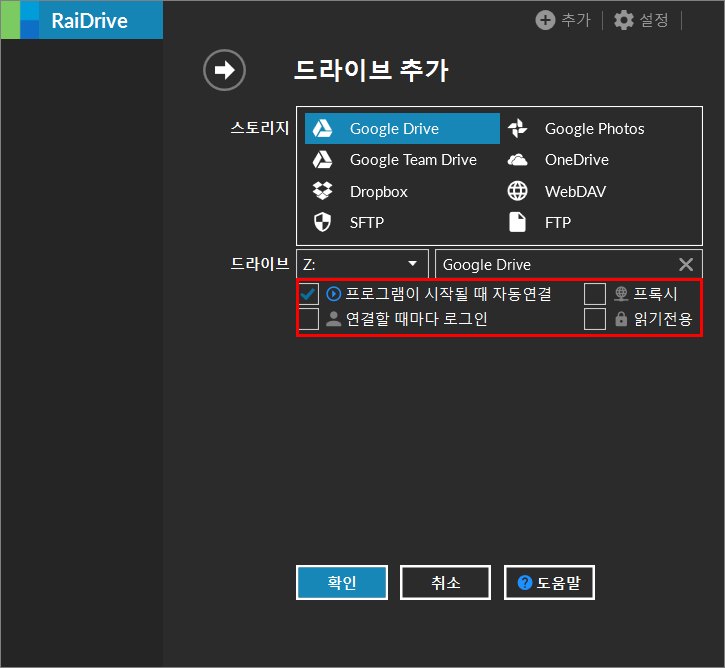 RaiDrive
추가 설정
드라이브 추가
스토리지
Google Drive Google Photos
Google Team Drive OneDrive
Dropbox WebDAV
SFTP FTP
드라이브 Z: Google Drive
프로그램이 시작될 때 자동연결 프록시
연결할 때마다 로그인 읽기전용
확인 취소 ? 도움말